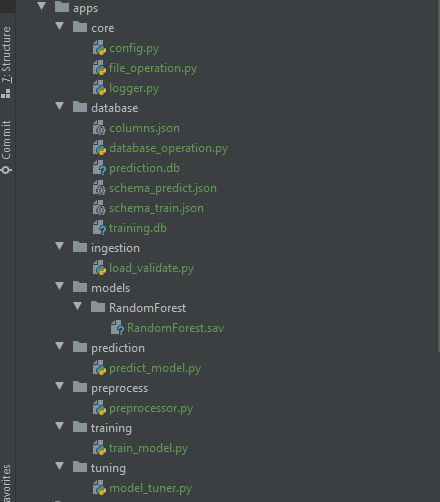 apps
core
config.py
file_operation.py
logger.py
database
columns.json
database_operation.py
prediction.db
schema_predict.json
schema_train.json
training.db
ingestion
load_validate.py
models
RandomForest
RandomForest.sav
prediction
predict_model.py
preprocess
preprocessor.py
training
train_model.py
tuning
model_tuner.py
7: Structure
Commit
avorites